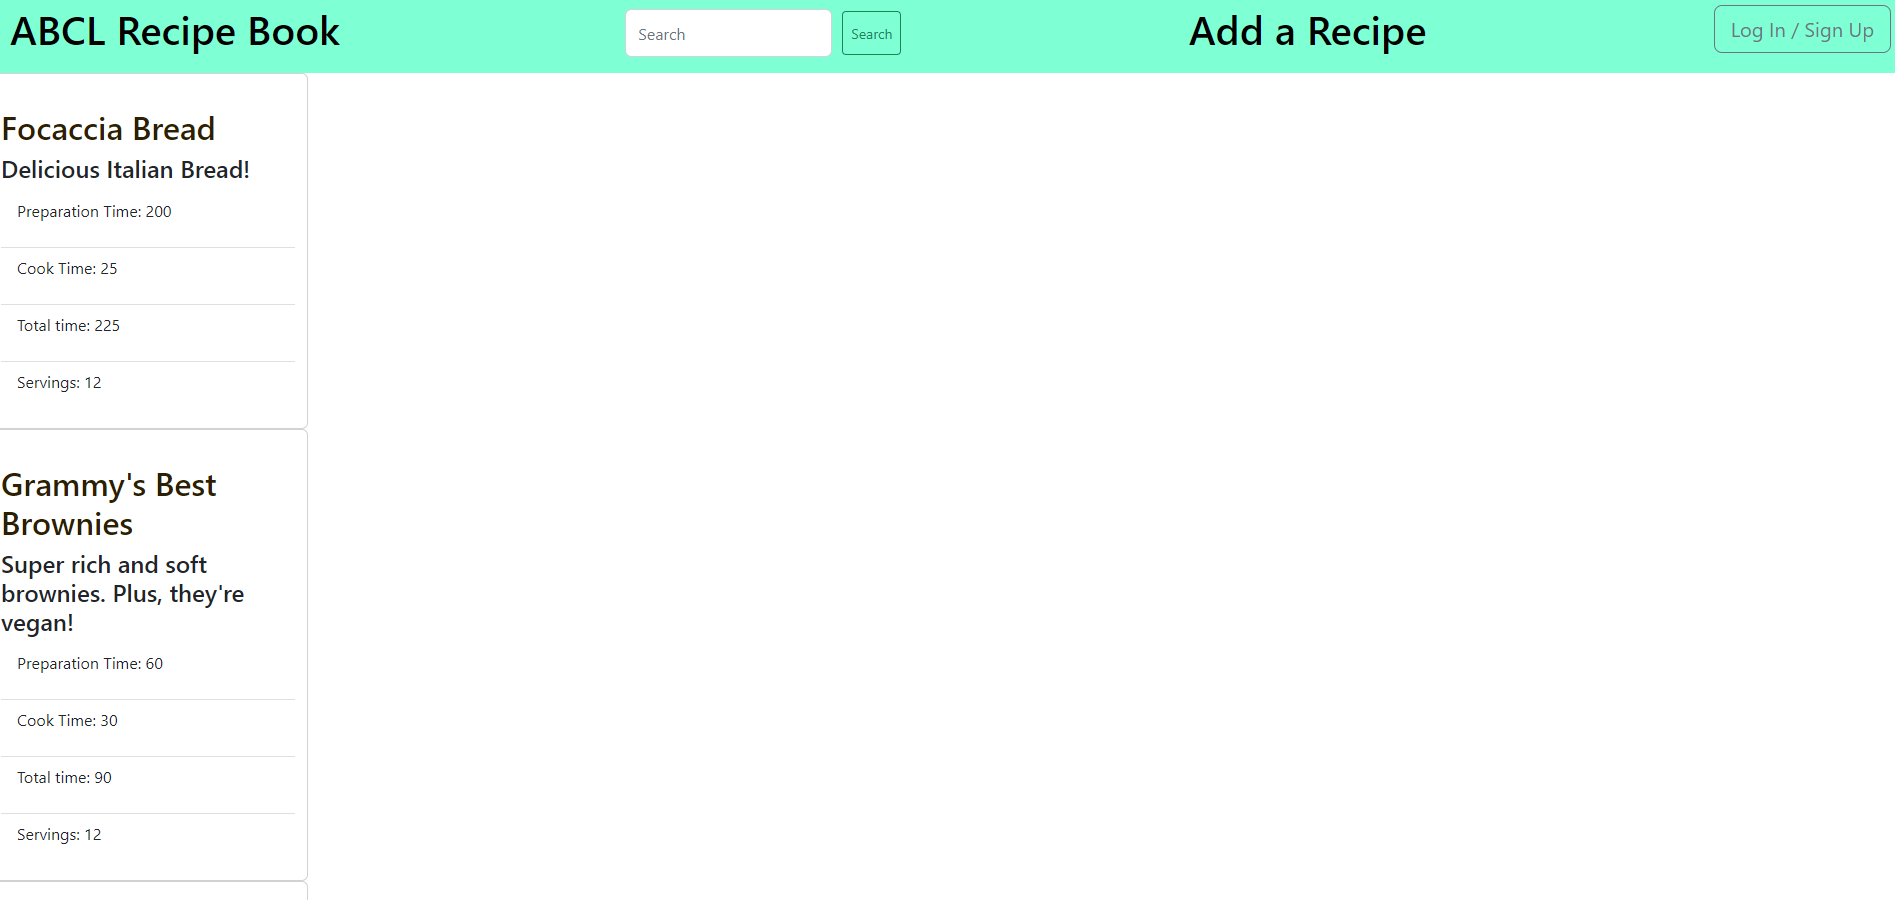 ABCL Recipe Book
Search
Search
Add a Recipe
Log In / Sign Up
Focaccia Bread
Delicious Italian Bread!
Preparation Time: 200
Cook Time: 25
Total time: 225
Servings: 12
Grammy's Best
Brownies
Super rich and soft
brownies. Plus, they're
vegan!
Preparation Time: 60
Cook Time: 30
Total time: 90
Servings: 12